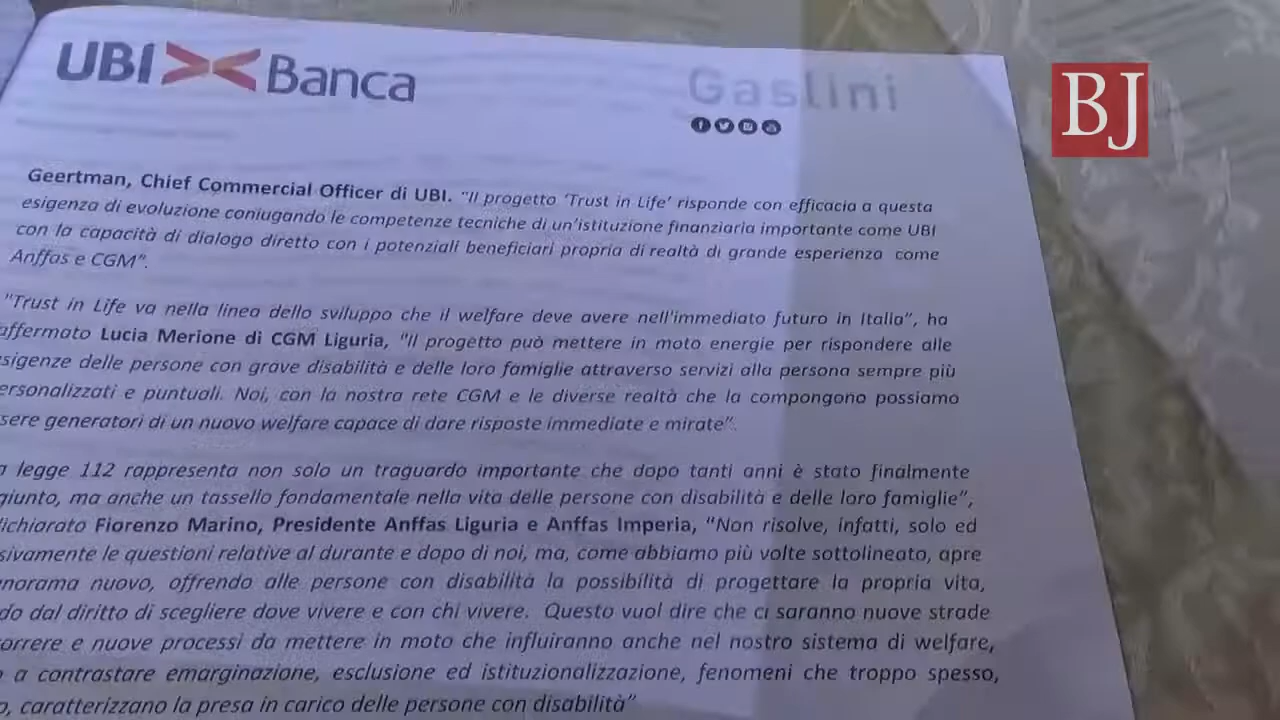 UBI Banca
Gaslini
BJ
Geertman, Chief Commercial Officer di UBI. "Il progetto 'Trust in Life' risponde con efficacia a questa
esigenza di evoluzione coniugando le competenze tecniche di un'istituzione finanziaria importante come UBI
con la capacità di dialogo diretto con i potenziali beneficiari propria di realtà di grande esperienza come
Anffas e CGM".
"Trust in Life va nella linea dello sviluppo che il welfare deve avere nell'immediato futuro in Italia", ha
affermato Lucia Merione di CGM Liguria, "Il progetto può mettere in moto energie per rispondere alle
sigenze delle persone con grave disabilità e delle loro famiglie attraverso servizi alla persona sempre più
ersonalizzati e puntuali. Noi, con la nostra rete CGM e le diverse realtà che la compongono possiamo
sere generatori di un nuovo welfare capace di dare risposte immediate e mirate".
a legge 112 rappresenta non solo un traguardo importante che dopo tanti anni è stato finalmente
giunto, ma anche un tassello fondamentale nella vita delle persone con disabilità e delle loro famiglie",
ichiarato Fiorenzo Marino, Presidente Anffas Liguria e Anffas Imperia, "Non risolve, infatti, solo ed
sivamente le questioni relative al durante e dopo di noi, ma, come abbiamo più volte sottolineato, apre
norama nuovo, offrendo alle persone con disabilità la possibilità di progettare la propria vita,
do dal diritto di scegliere dove vivere e con chi vivere. Questo vuol dire che ci saranno nuove strade
orrere e nuove processi da mettere in moto che influiranno anche nel nostro sistema di welfare,
o a contrastare emarginazione, esclusione ed istituzionalizzazione, fenomeni che troppo spesso,
o, caratterizzano la presa in carico delle persone con disabilità"